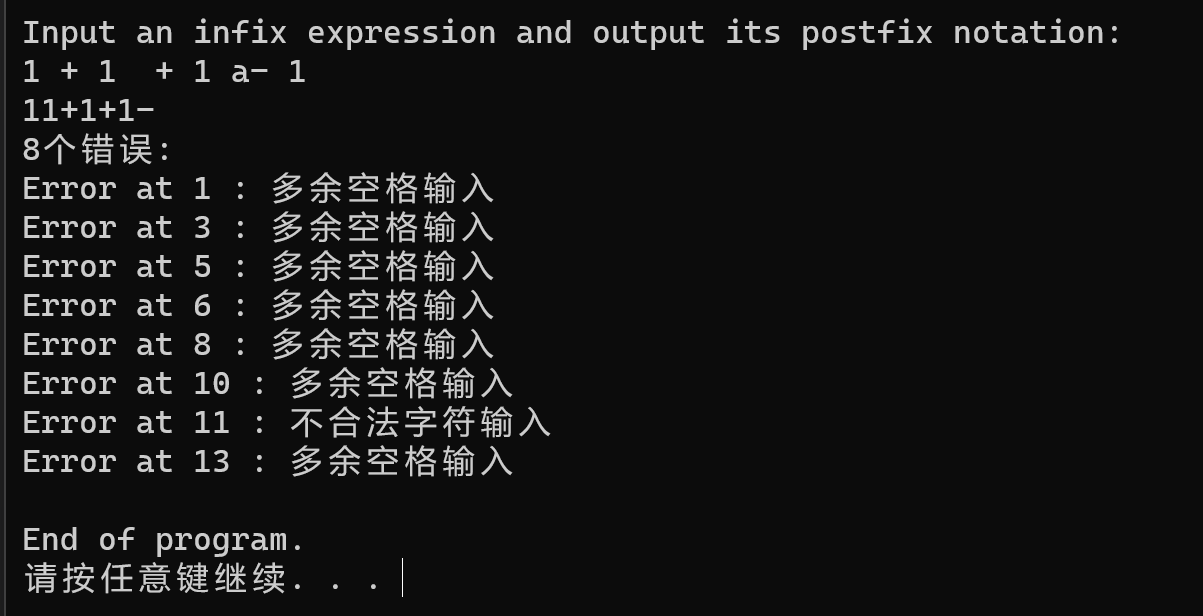 Input an infix expression and output its postfix notation:
1 + 1  + 1 a- 1
11+1+1-
8个错误:
Error at 1 : 多余空格输入
Error at 3 : 多余空格输入
Error at 5 : 多余空格输入
Error at 6 : 多余空格输入
Error at 8 : 多余空格输入
Error at 10 : 多余空格输入
Error at 11 : 不合法字符输入
Error at 13 : 多余空格输入
End of program.
请按任意键继续. . .